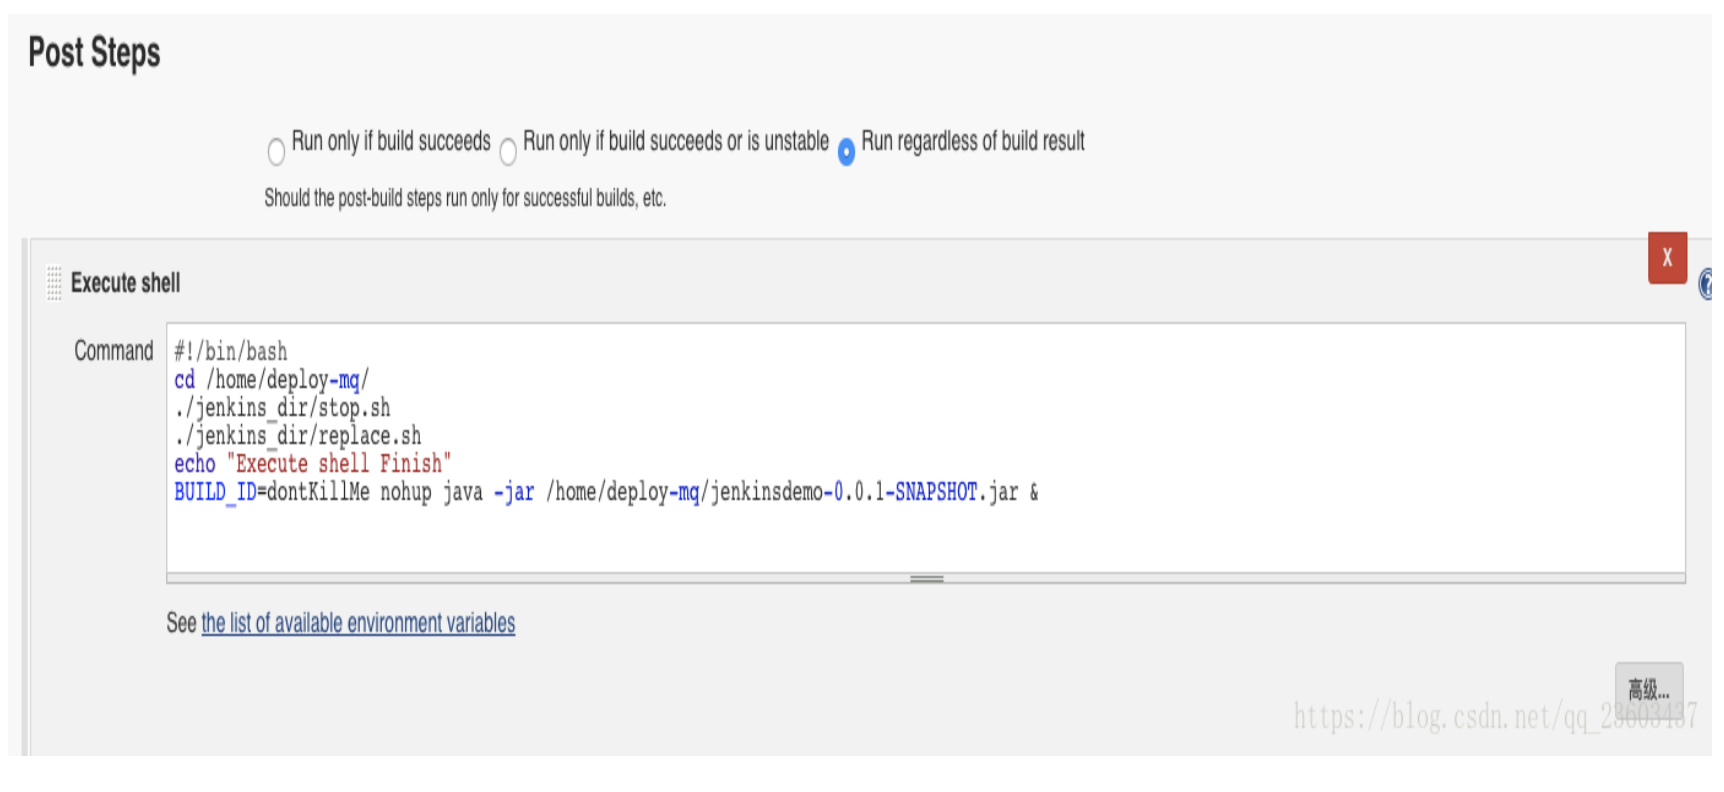 Post Steps
Run only if build succeeds Run only if build succeeds or is unstable Run regardless of build result
Should the post-build steps run only for successful builds, etc.
X
Execute shell
Command
#!/bin/bash
cd /home/deploy-mq/
./jenkins_dir/stop.sh
./jenkins_dir/replace.sh
echo "Execute shell Finish"
BUILD_ID=dontKillMe nohup java -jar /home/deploy-mq/jenkinsdemo-0.0.1-SNAPSHOT.jar &
See the list of available environment variables
高级...
https://blog.csdn.net/qq_23603437